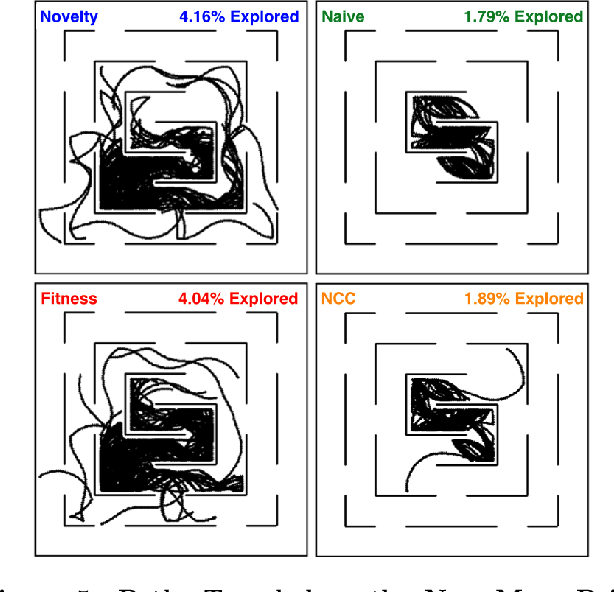 Novelty 4.16% Explored
Naive 1.79% Explored
Fitness 4.04% Explored
NCC 1.89% Explored